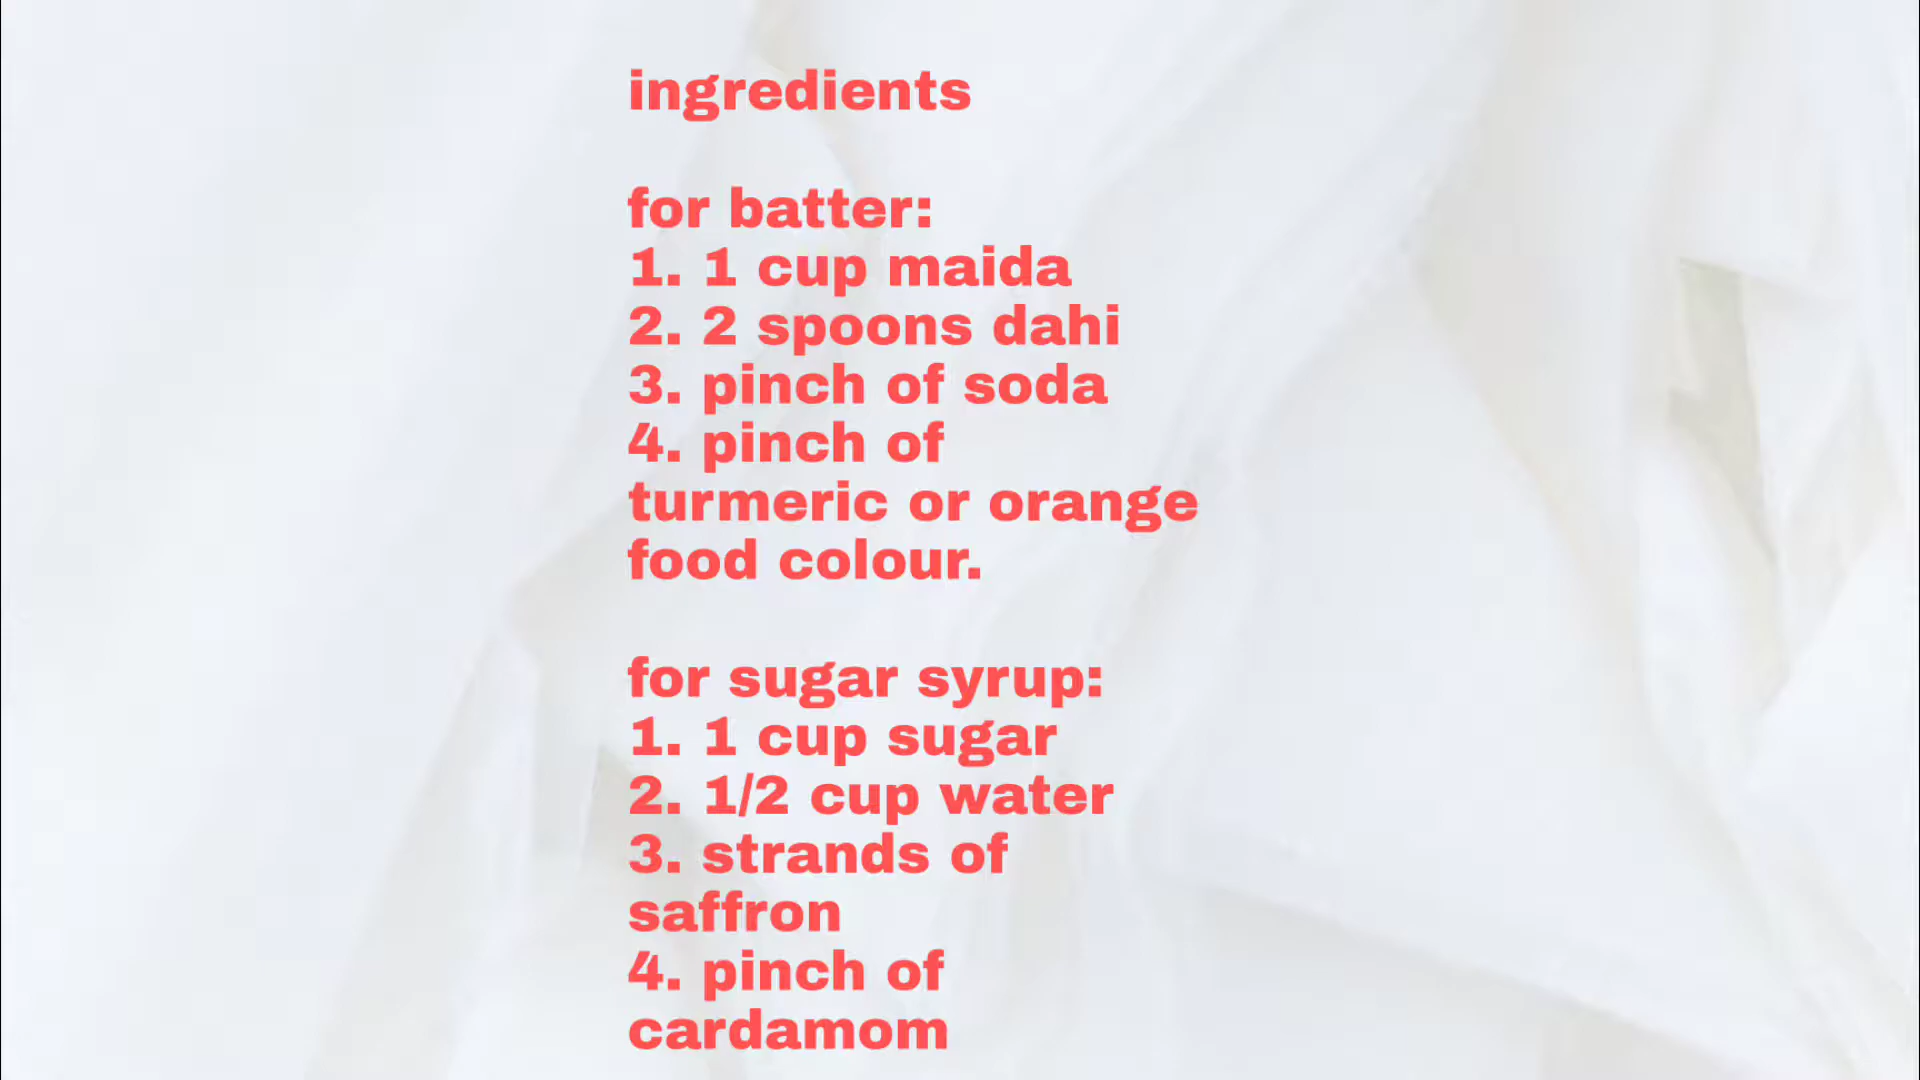 ingredients
for batter:
1. 1 cup maida
2. 2 spoons dahi
3. pinch of soda
4. pinch of
turmeric or orange
food colour.
for sugar syrup:
1. 1 cup sugar
2. 1/2 cup water
3. strands of
saffron
4. pinch of
cardamom